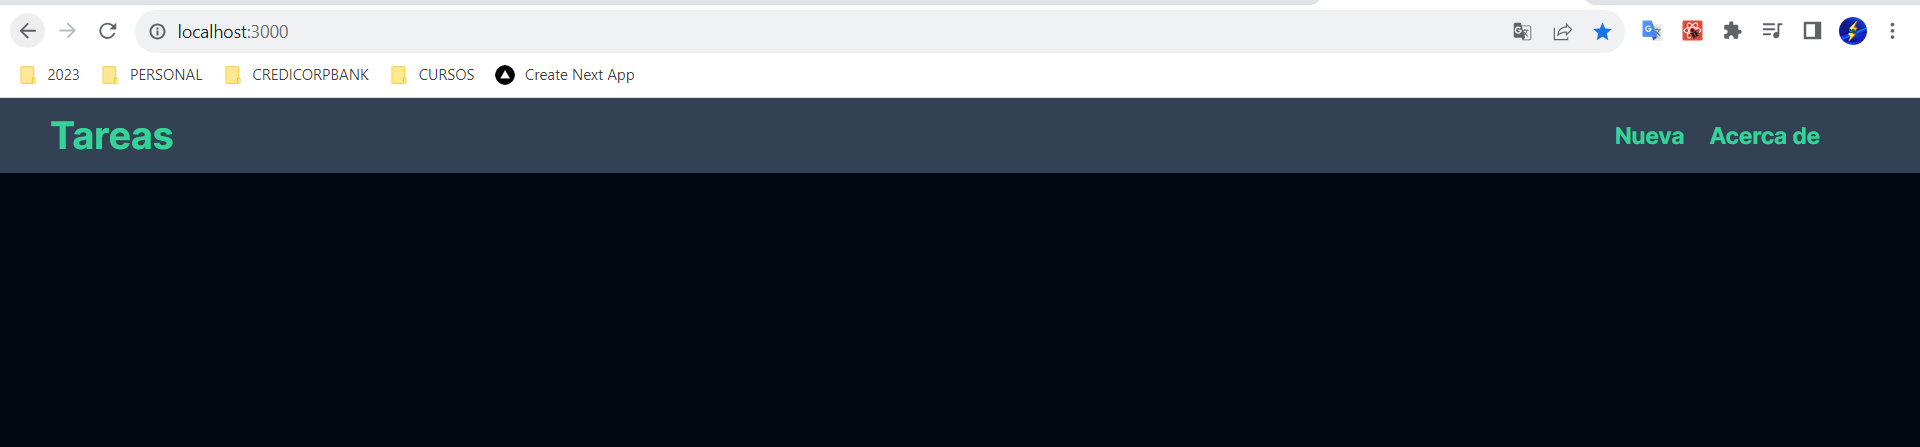 localhost:3000
2023 PERSONAL CREDICORPBANK CURSOS Create Next App
Tareas Nueva Acerca de